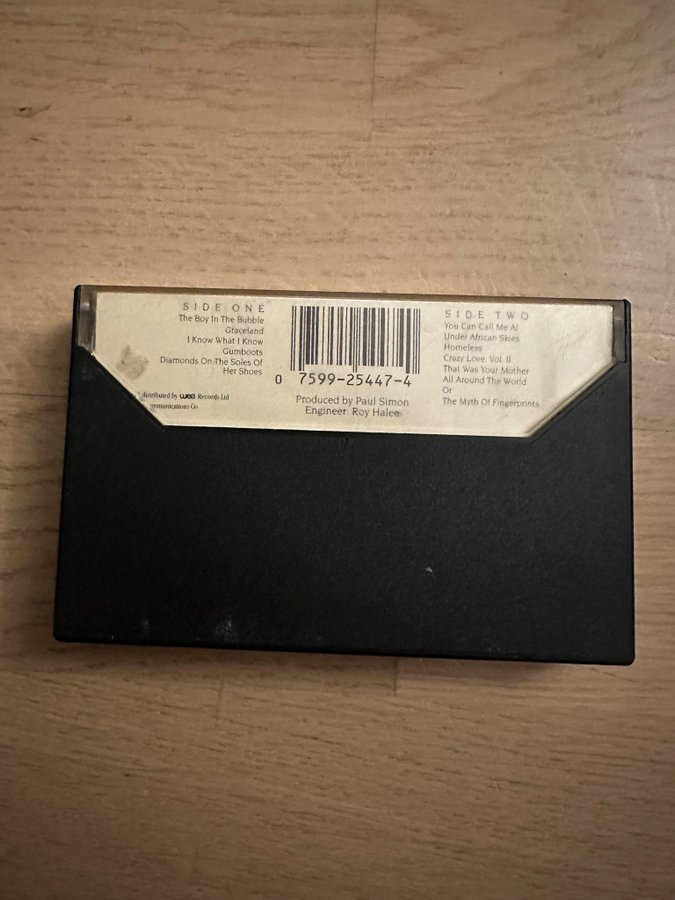 SIDE ONE
The Boy In The Bubble
Graceland
I Know What I Know
Gumboots
Diamonds On The Soles Of
Her Shoes
distributed by wea Records Ltd
mmunications Co
0 7599-25447-4
Produced by Paul Simon
Engineer: Roy Halee
SIDE TWO
You Can Call Me Al
Under African Skies
Homeless
Crazy Love, Vol. II
That Was Your Mother
All Around The World
Or
The Myth Of Fingerprints